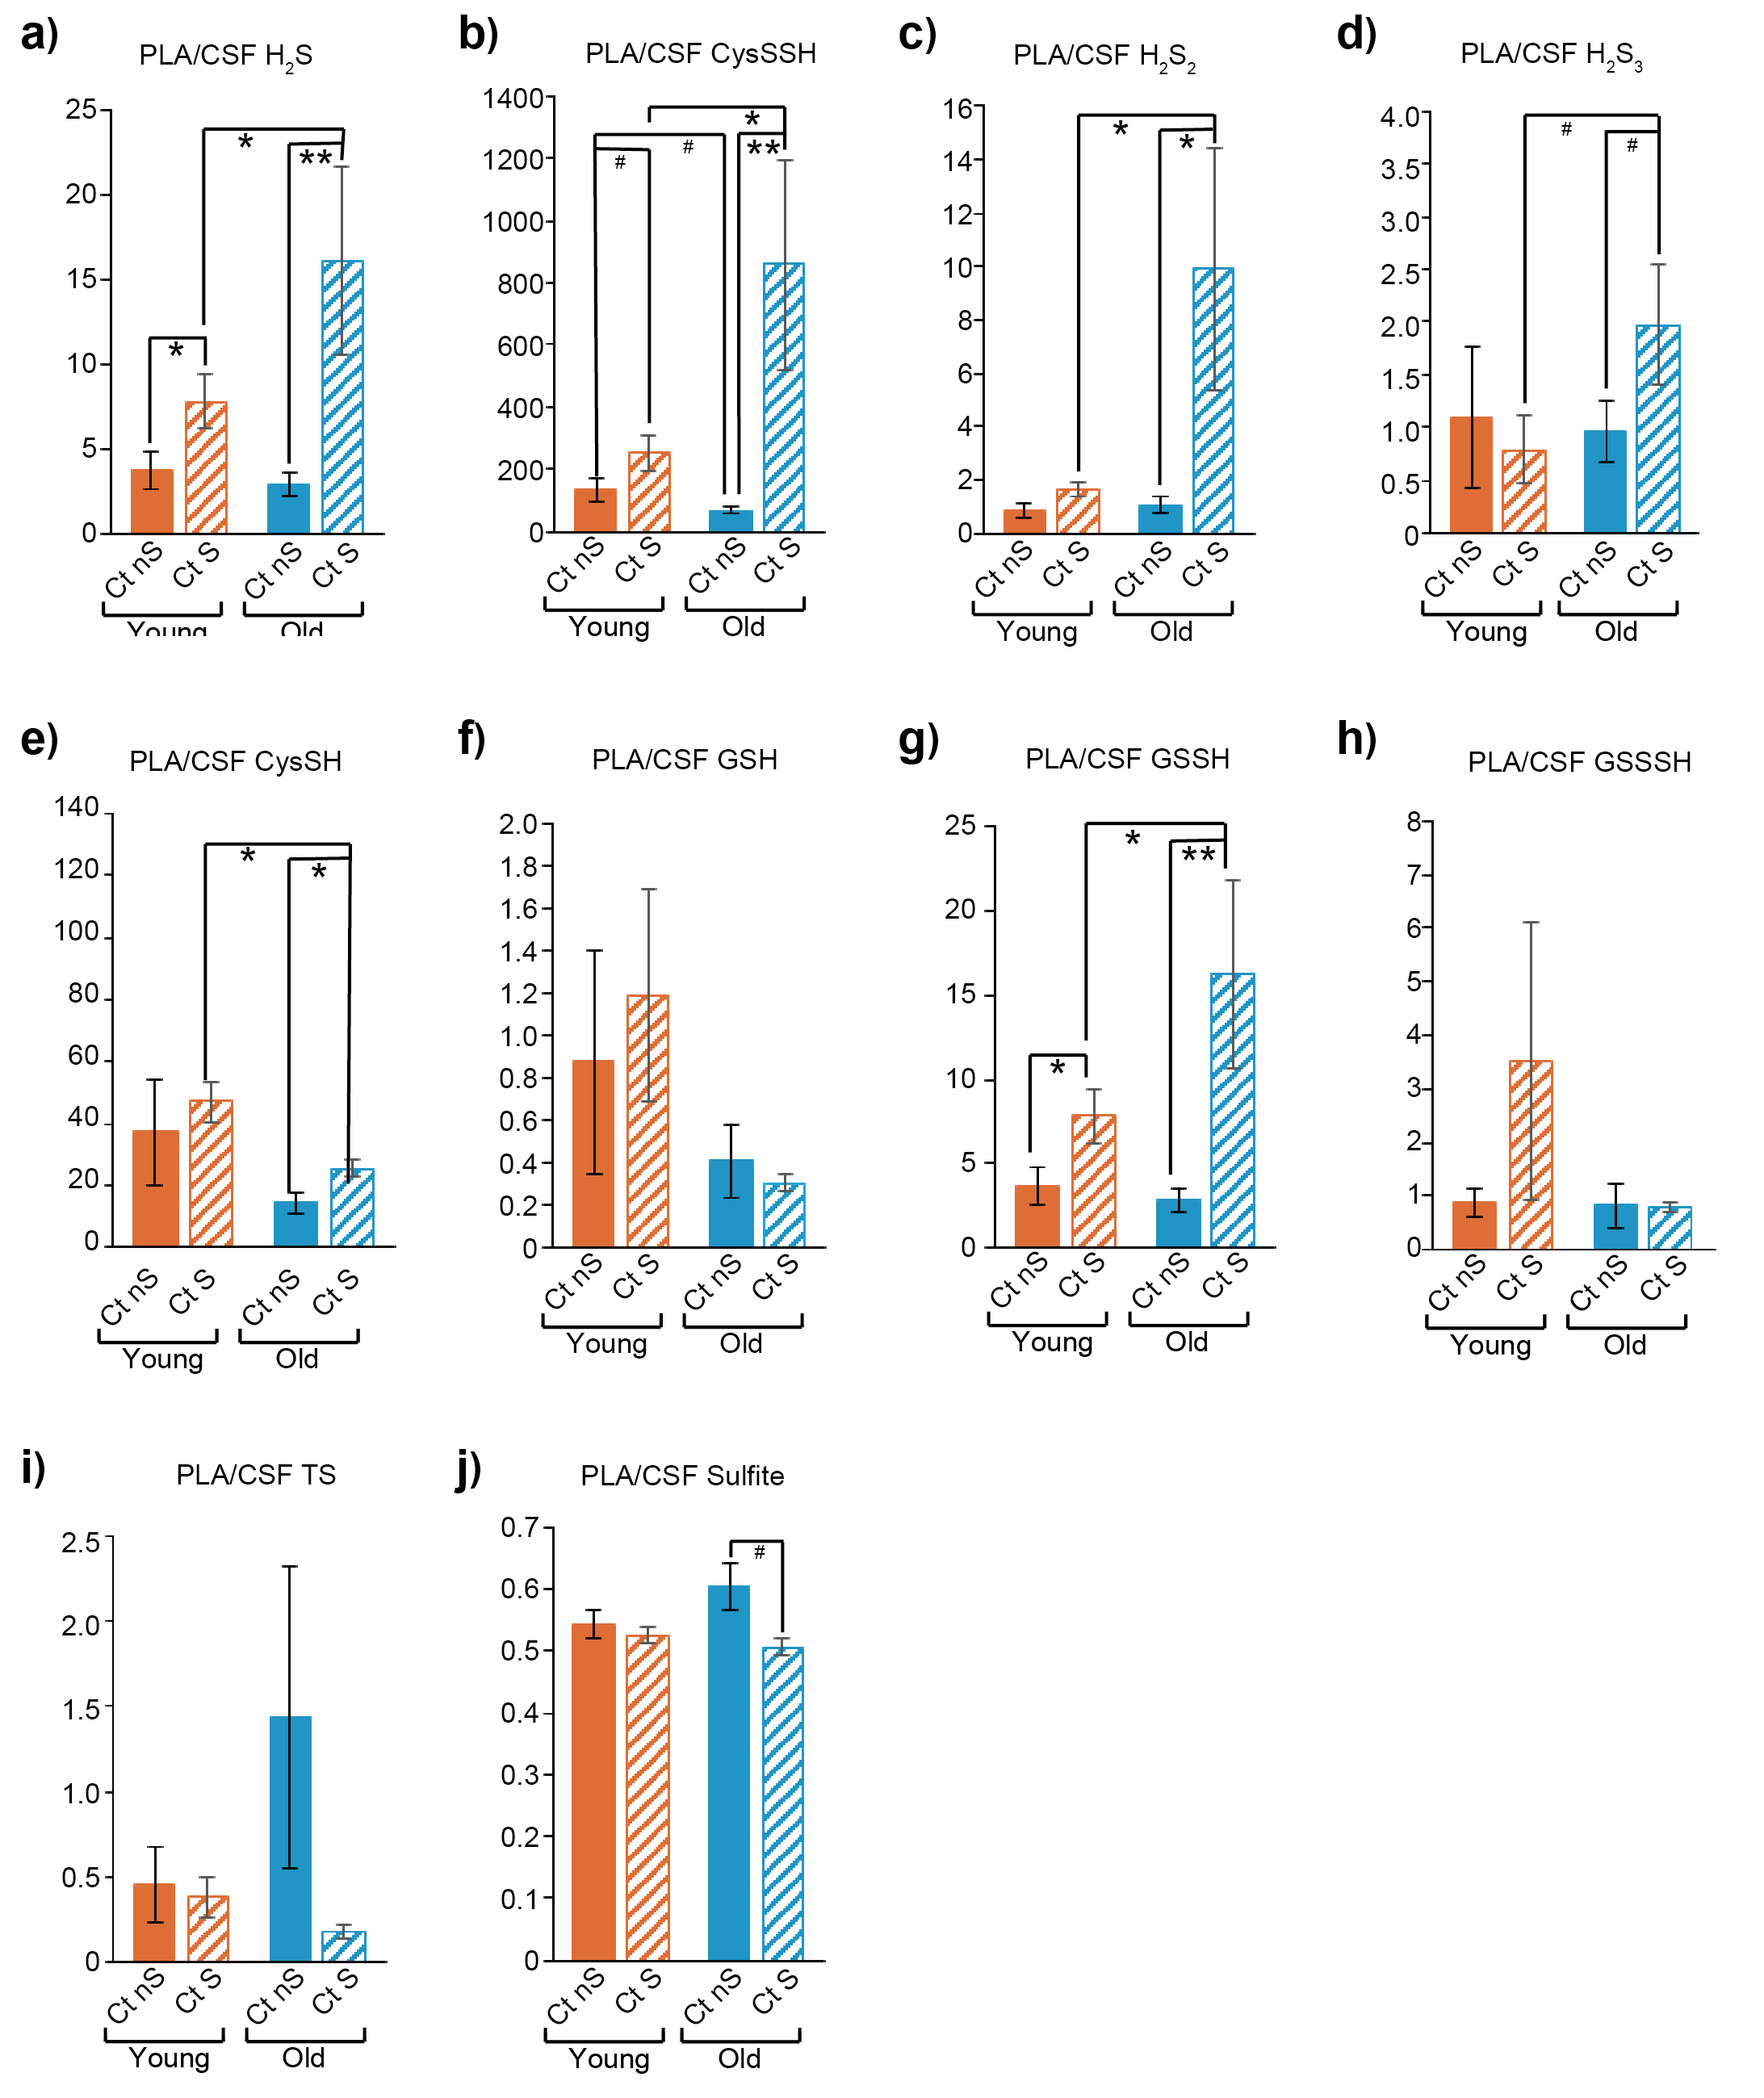 a)
PLA/CSF H2S
25
20
15
10
5
0
*
*
**
Ct nS
Ct S
Ct nS
Ct S
Young
Old
b)
PLA/CSF CysSSH
1400
1200
1000
800
600
400
200
0
*
#
**
#
Ct nS
Ct S
Ct nS
Ct S
Young
Old
c)
PLA/CSF H2S2
16
14
12
10
8
6
4
2
0
*
*
Ct nS
Ct S
Ct nS
Ct S
Young
Old
d)
PLA/CSF H2S3
4.0
3.5
3.0
2.5
2.0
1.5
1.0
0.5
0
#
#
Ct nS
Ct S
Ct nS
Ct S
Young
Old
e)
PLA/CSF CysSH
140
120
100
80
60
40
20
0
*
*
Ct nS
Ct S
Ct nS
Ct S
Young
Old
f)
PLA/CSF GSH
2.0
1.8
1.6
1.4
1.2
1.0
0.8
0.6
0.4
0.2
0
Ct nS
Ct S
Ct nS
Ct S
Young
Old
g)
PLA/CSF GSSH
25
20
15
10
5
0
*
**
*
Ct nS
Ct S
Ct nS
Ct S
Young
Old
h)
PLA/CSF GSSSH
8
7
6
5
4
3
2
1
0
Ct nS
Ct S
Ct nS
Ct S
Young
Old
i)
PLA/CSF TS
2.5
2.0
1.5
1.0
0.5
0
Ct nS
Ct S
Ct nS
Ct S
Young
Old
j)
PLA/CSF Sulfite
0.7
0.6
0.5
0.4
0.3
0.2
0.1
0
#
Ct nS
Ct S
Ct nS
Ct S
Young
Old